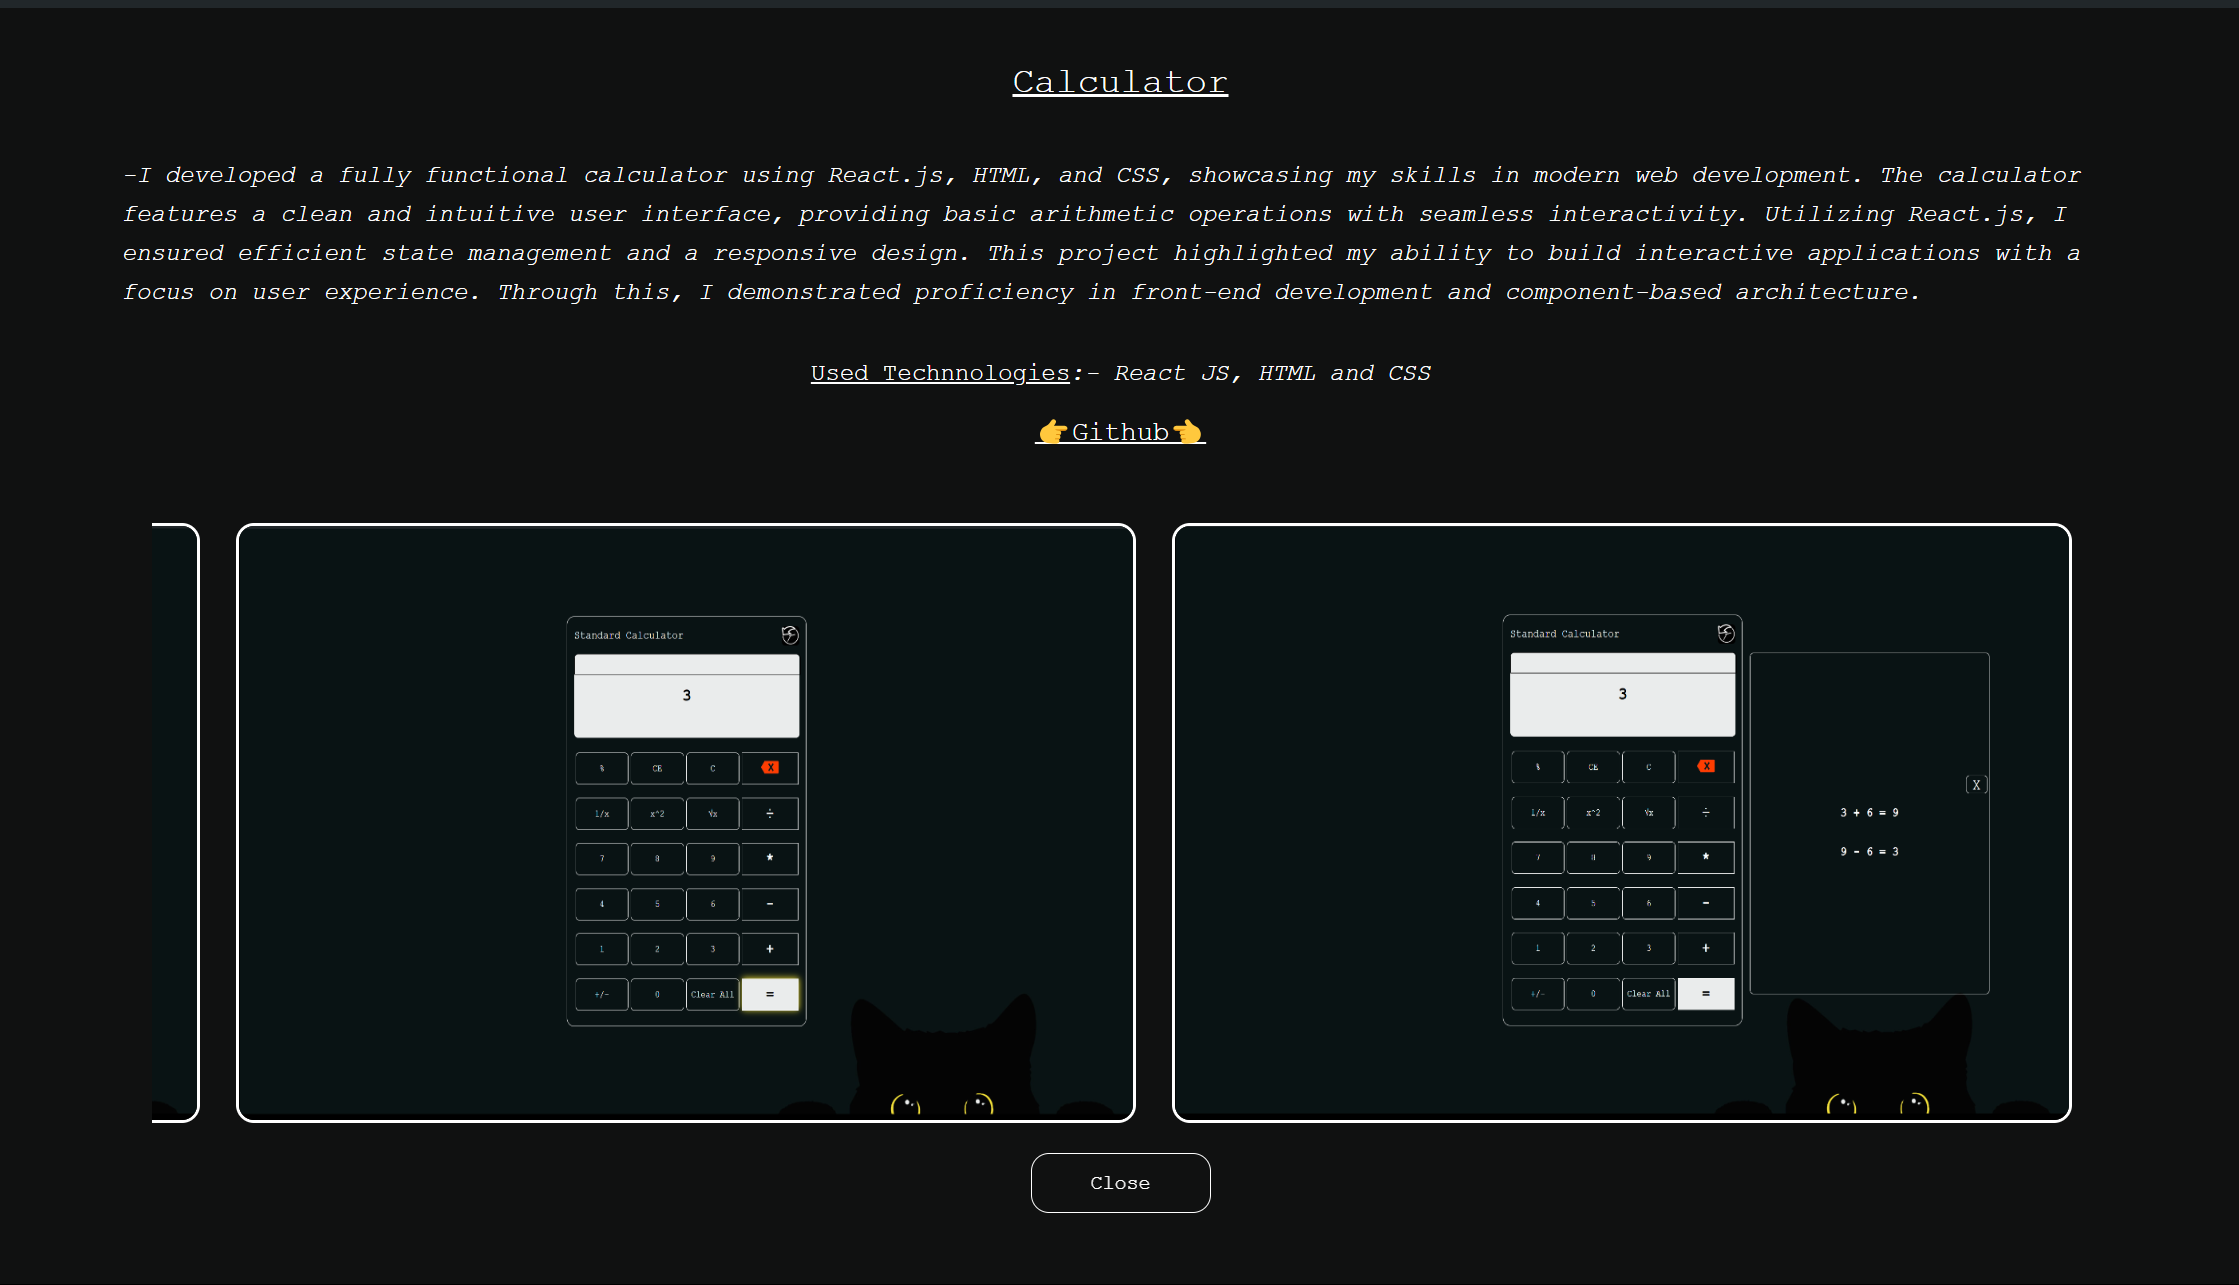 Calculator
-I developed a fully functional calculator using React.js, HTML, and CSS, showcasing my skills in modern web development. The calculator
features a clean and intuitive user interface, providing basic arithmetic operations with seamless interactivity. Utilizing React.js, I
ensured efficient state management and a responsive design. This project highlighted my ability to build interactive applications with a
focus on user experience. Through this, I demonstrated proficiency in front-end development and component-based architecture.
Used Technnologies:- React JS, HTML and CSS
👉Github👈
Standard Calculator
3
% CE C X
1/x x^2 √x ÷
7 8 9 *
4 5 6 -
1 2 3 +
+/- 0 Clear All =
Standard Calculator
3
% CE C X
1/x x^2 √x ÷
7 8 9 *
4 5 6 -
1 2 3 +
+/- 0 Clear All =
X
3 + 6 = 9
9 - 6 = 3
Close